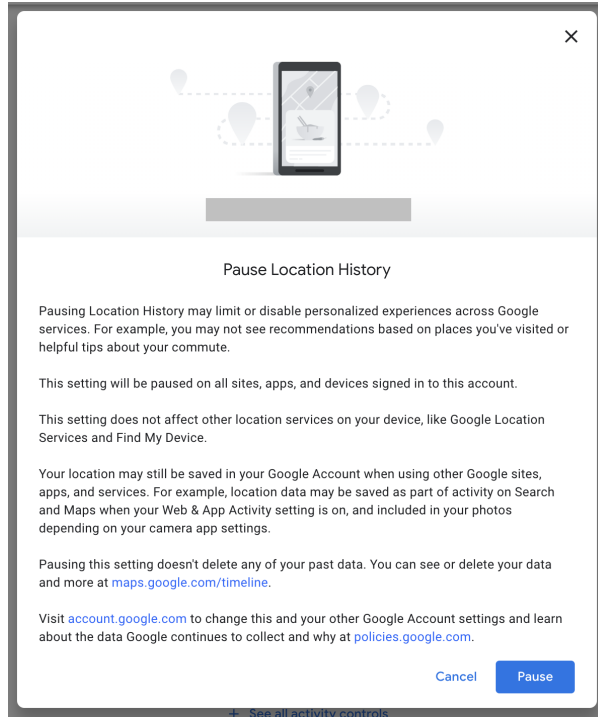 Pause Location History
Pausing Location History may limit or disable personalized experiences across Google
services. For example, you may not see recommendations based on places you've visited or
helpful tips about your commute.
This setting will be paused on all sites, apps, and devices signed in to this account.
This setting does not affect other location services on your device, like Google Location
Services and Find My Device.
Your location may still be saved in your Google Account when using other Google sites,
apps, and services. For example, location data may be saved as part of activity on Search
and Maps when your Web & App Activity setting is on, and included in your photos
depending on your camera app settings.
Pausing this setting doesn't delete any of your past data. You can see or delete your data
and more at maps.google.com/timeline.
Visit account.google.com to change this and your other Google Account settings and learn
about the data Google continues to collect and why at policies.google.com.
Cancel Pause
+ See all activity controls